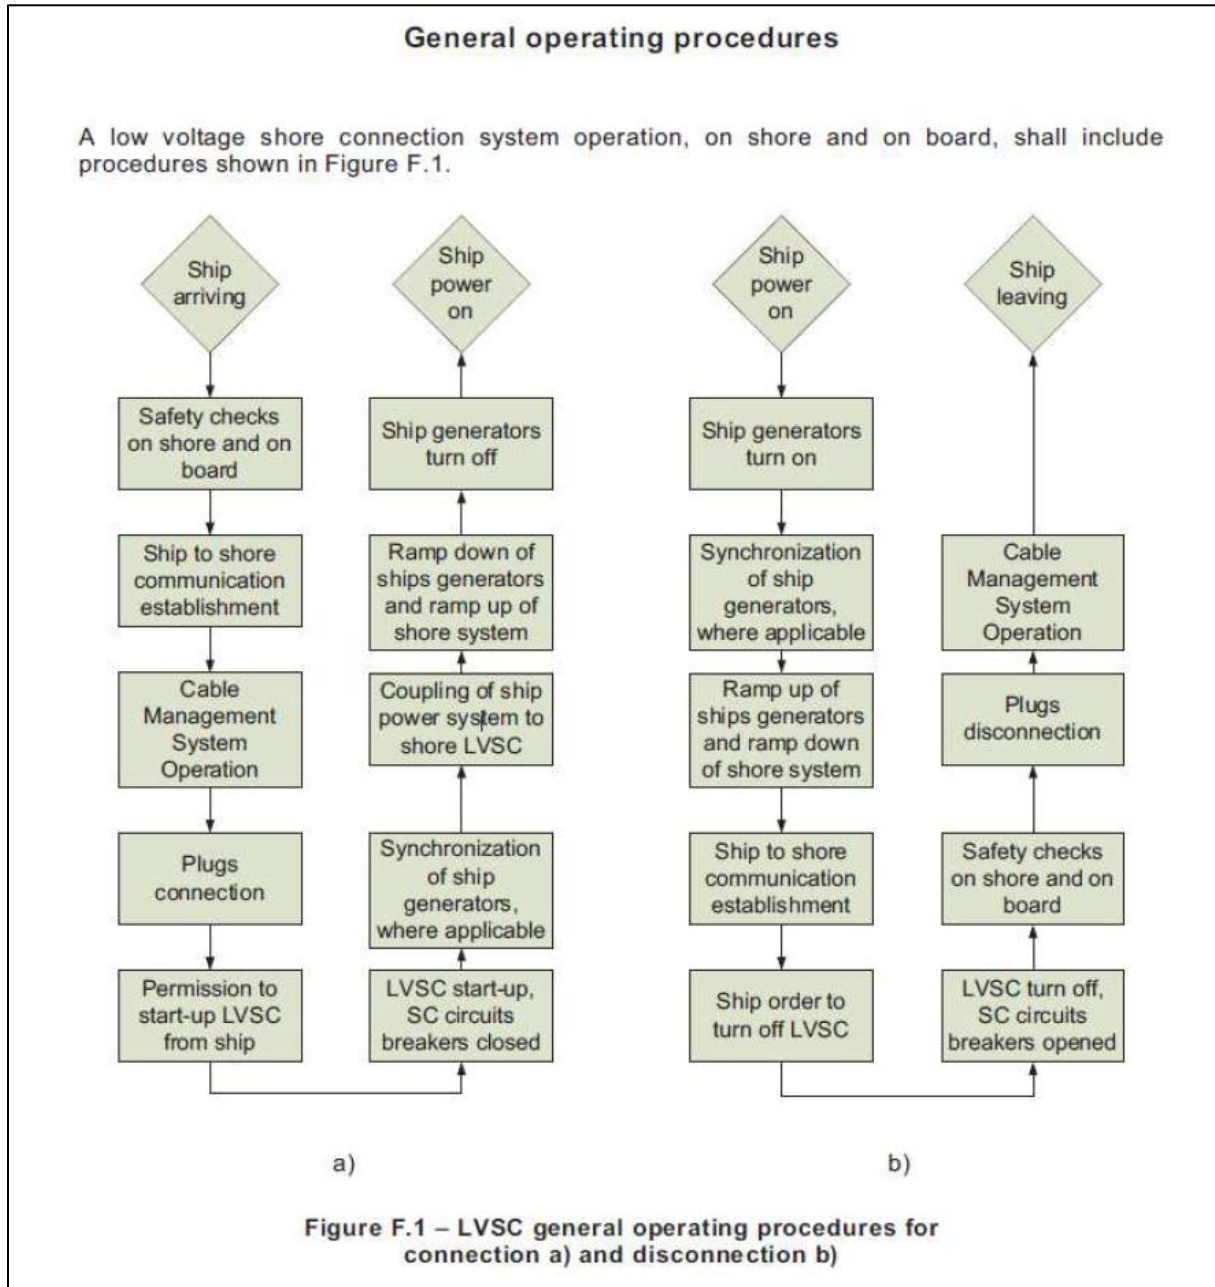 General operating procedures
A low voltage shore connection system operation, on shore and on board, shall include
procedures shown in Figure F.1.
Ship
arriving
Safety checks
on shore and on
board
Ship to shore
communication
establishment
Cable
Management
System
Operation
Plugs
connection
Permission to
start-up LVSC
from ship
LVSC start-up,
SC circuits
breakers closed
Synchronization
of ship
generators,
where applicable
Coupling of ship
power system to
shore LVSC
Ramp down of
ships generators
and ramp up of
shore system
Ship generators
turn off
Ship
power
on
a)
Ship
power
on
Ship generators
turn on
Synchronization
of ship
generators,
where applicable
Ramp up of
ships generators
and ramp down
of shore system
Ship to shore
communication
establishment
Ship order to
turn off LVSC
LVSC turn off,
SC circuits
breakers opened
Safety checks
on shore and on
board
Plugs
disconnection
Cable
Management
System
Operation
Ship
leaving
b)
Figure F.1 – LVSC general operating procedures for
connection a) and disconnection b)